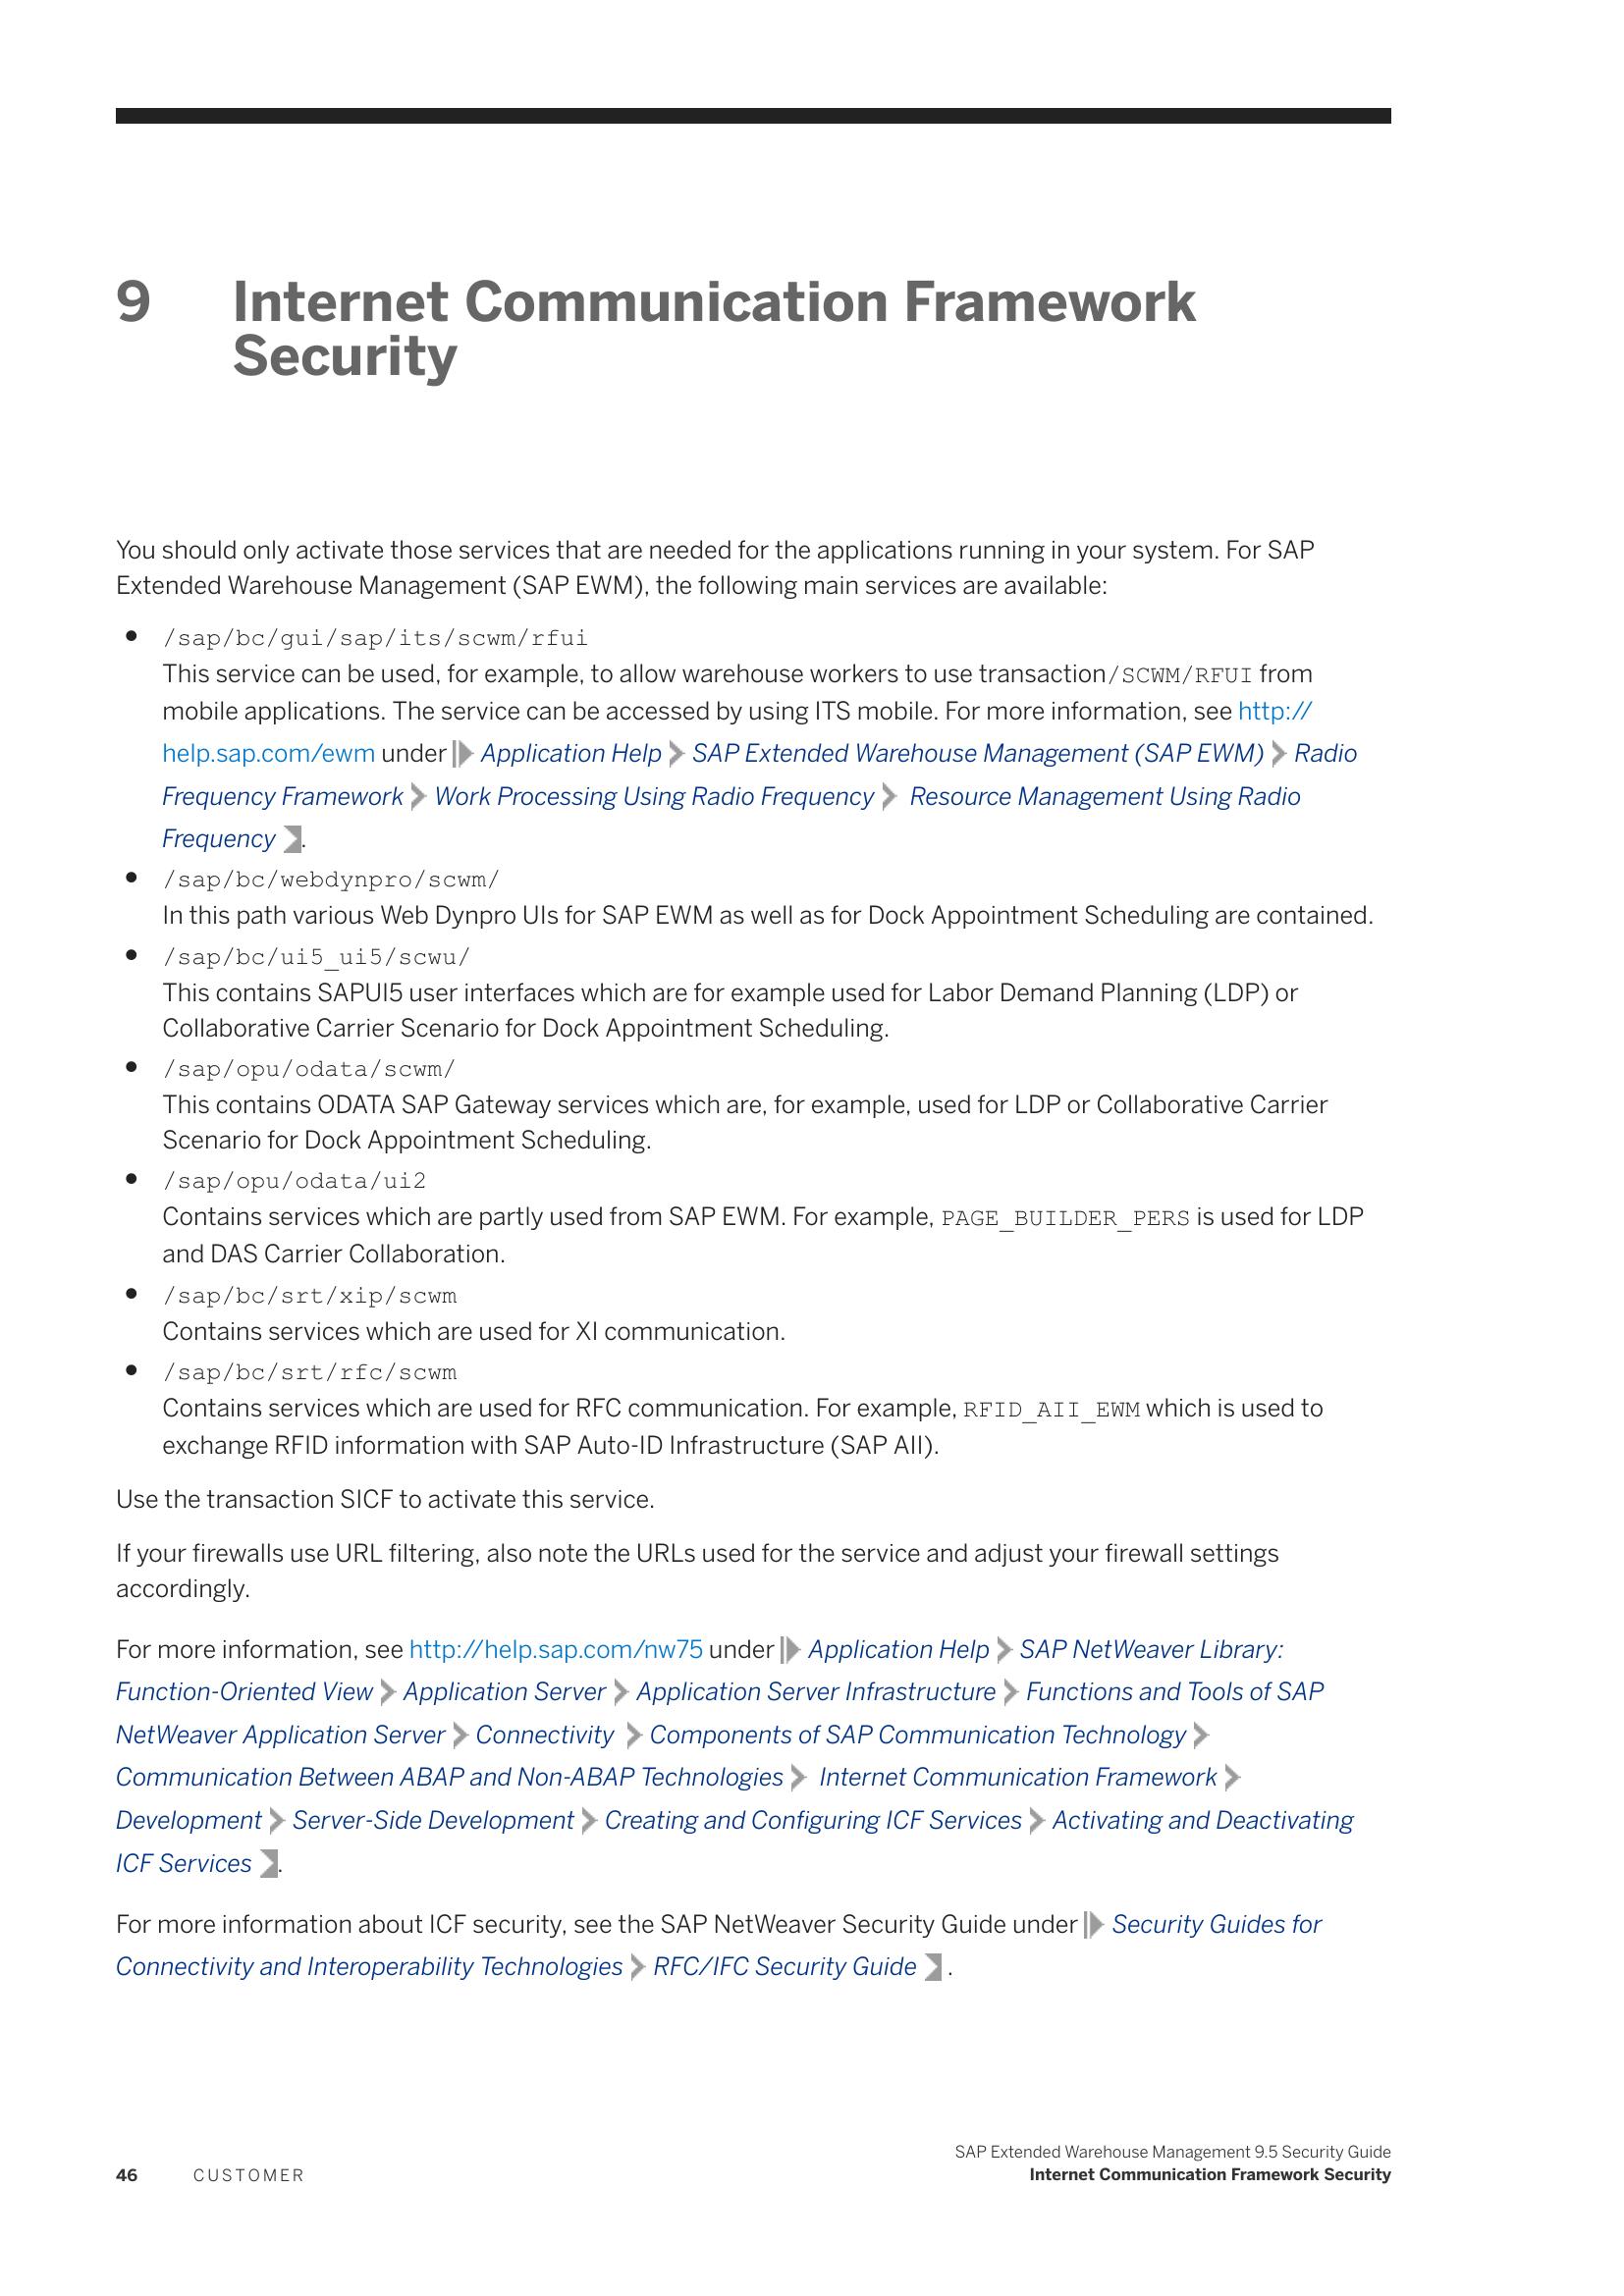 9 Internet Communication Framework
Security
You should only activate those services that are needed for the applications running in your system. For SAP
Extended Warehouse Management (SAP EWM), the following main services are available:
● /sap/bc/gui/sap/its/scwm/rfui
This service can be used, for example, to allow warehouse workers to use transaction/SCWM/RFUI from
mobile applications. The service can be accessed by using ITS mobile. For more information, see http://
help.sap.com/ewm under Application Help SAP Extended Warehouse Management (SAP EWM) Radio
Frequency Framework Work Processing Using Radio Frequency Resource Management Using Radio
Frequency .
● /sap/bc/webdynpro/scwm/
In this path various Web Dynpro UIs for SAP EWM as well as for Dock Appointment Scheduling are contained.
● /sap/bc/ui5_ui5/scwu/
This contains SAPUI5 user interfaces which are for example used for Labor Demand Planning (LDP) or
Collaborative Carrier Scenario for Dock Appointment Scheduling.
● /sap/opu/odata/scwm/
This contains ODATA SAP Gateway services which are, for example, used for LDP or Collaborative Carrier
Scenario for Dock Appointment Scheduling.
● /sap/opu/odata/ui2
Contains services which are partly used from SAP EWM. For example, PAGE_BUILDER_PERS is used for LDP
and DAS Carrier Collaboration.
● /sap/bc/srt/xip/scwm
Contains services which are used for XI communication.
● /sap/bc/srt/rfc/scwm
Contains services which are used for RFC communication. For example, RFID_AII_EWM which is used to
exchange RFID information with SAP Auto-ID Infrastructure (SAP AII).
Use the transaction SICF to activate this service.
If your firewalls use URL filtering, also note the URLs used for the service and adjust your firewall settings
accordingly.
For more information, see http://help.sap.com/nw75 under Application Help SAP NetWeaver Library:
Function-Oriented View Application Server Application Server Infrastructure Functions and Tools of SAP
NetWeaver Application Server Connectivity Components of SAP Communication Technology
Communication Between ABAP and Non-ABAP Technologies Internet Communication Framework
Development Server-Side Development Creating and Configuring ICF Services Activating and Deactivating
ICF Services .
For more information about ICF security, see the SAP NetWeaver Security Guide under Security Guides for
Connectivity and Interoperability Technologies RFC/IFC Security Guide .
SAP Extended Warehouse Management 9.5 Security Guide
46 CUSTOMER Internet Communication Framework Security